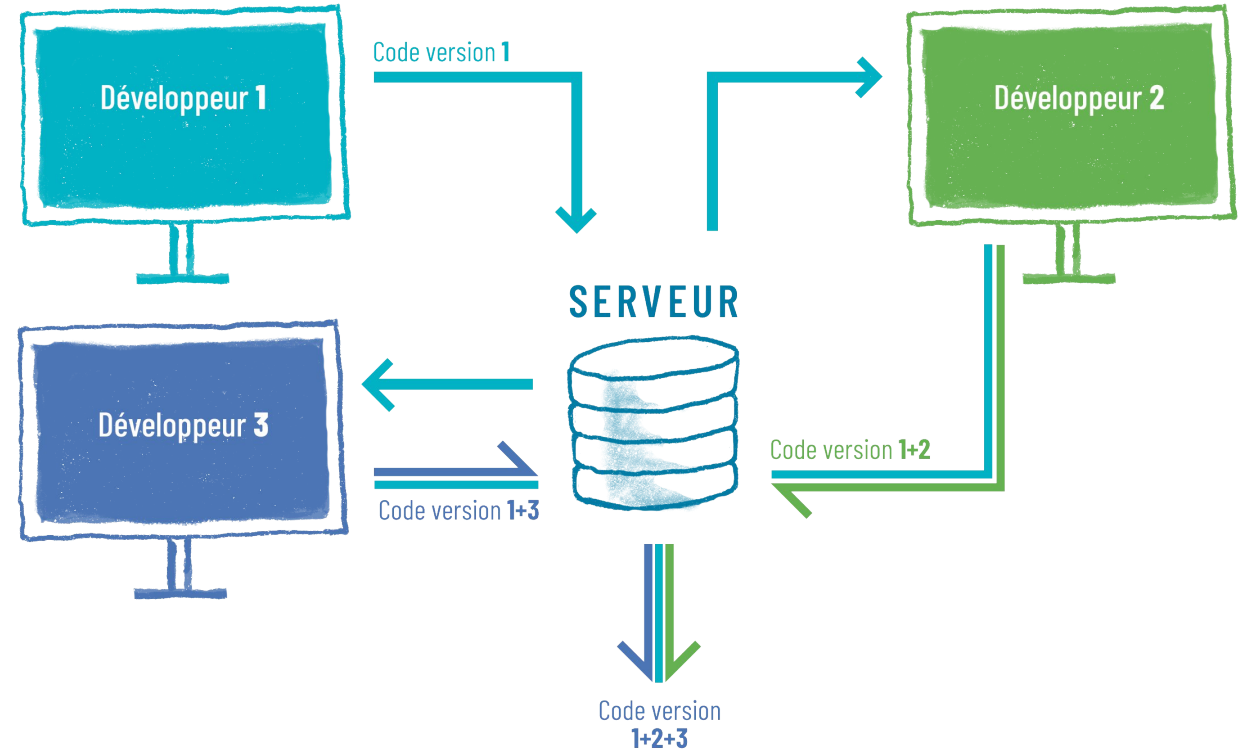 Développeur 1
Code version 1
Développeur 2
SERVEUR
Développeur 3
Code version 1+2
Code version 1+3
Code version
1+2+3